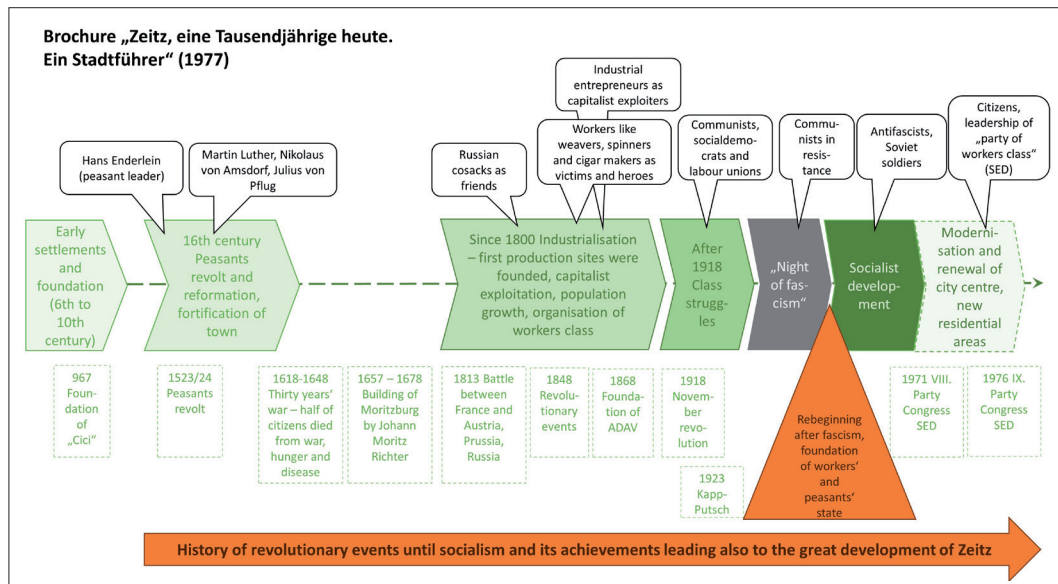 Brochure „Zeitz, eine Tausendjährige heute.
Ein Stadtführer“ (1977)
Hans Enderlein
(peasant leader)
Martin Luther, Nikolaus
von Amsdorf, Julius von
Pflug
Russian
cosacks as
friends
Industrial
entrepreneurs as
capitalist exploiters
Workers like
weavers, spinners
and cigar makers as
victims and heroes
Communists,
socialdemo-
crats and
labour unions
Commu-
nists in
resis-
tance
Antifascists,
Soviet
soldiers
Citizens,
leadership of
„party of
workers class“
(SED)
Early
settlements
and
foundation
(6th to
10th
century)
16th century
Peasants
revolt and
reformation,
fortification of
town
Since 1800 Industrialisation
– first production sites were
founded, capitalist
exploitation, population
growth, organisation of
workers class
After
1918
Class
strugg-
les
„Night
of fas-
cism“
Socialist
develop-
ment
Moderni-
sation and
renewal of
city centre,
new
residential
areas
967
Foun-
dation
of
„Cici“
1523/24
Peasants
revolt
1618-1648
Thirty years‘
war – half of
citizens died
from war,
hunger and
disease
1657 – 1678
Building of
Moritzburg
by Johann
Moritz
Richter
1813 Battle
between
France and
Austria,
Prussia,
Russia
1848
Revolu-
tionary
events
1868
Founda-
tion of
ADAV
1918
Novem-
ber
revo-
lution
1923
Kapp-
Putsch
Rebeginning
after fascism,
foundation
of workers‘
and
peasants‘
state
1971 VIII.
Party
Congress
SED
1976 IX.
Party
Congress
SED
History of revolutionary events until socialism and its achievements leading also to the great development of Zeitz